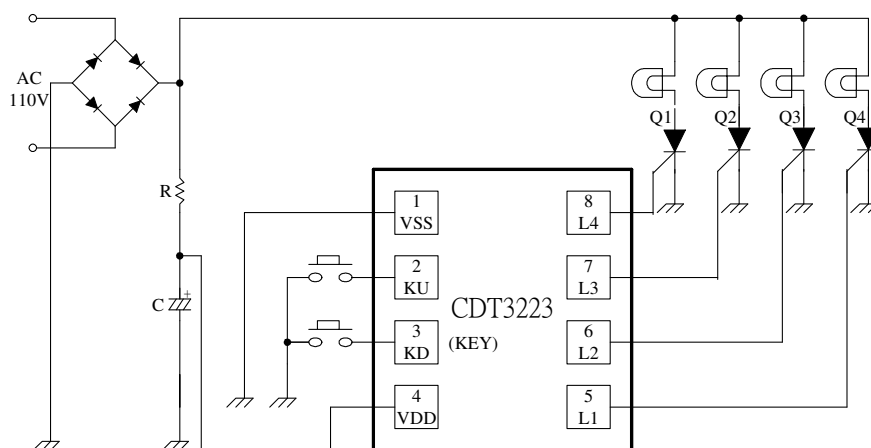 AC
110V
Q1
Q2
Q3
Q4
R
1
VSS
8
L4
2
KU
7
L3
C
+
CDT3223
3
KD
(KEY)
6
L2
4
VDD
5
L1